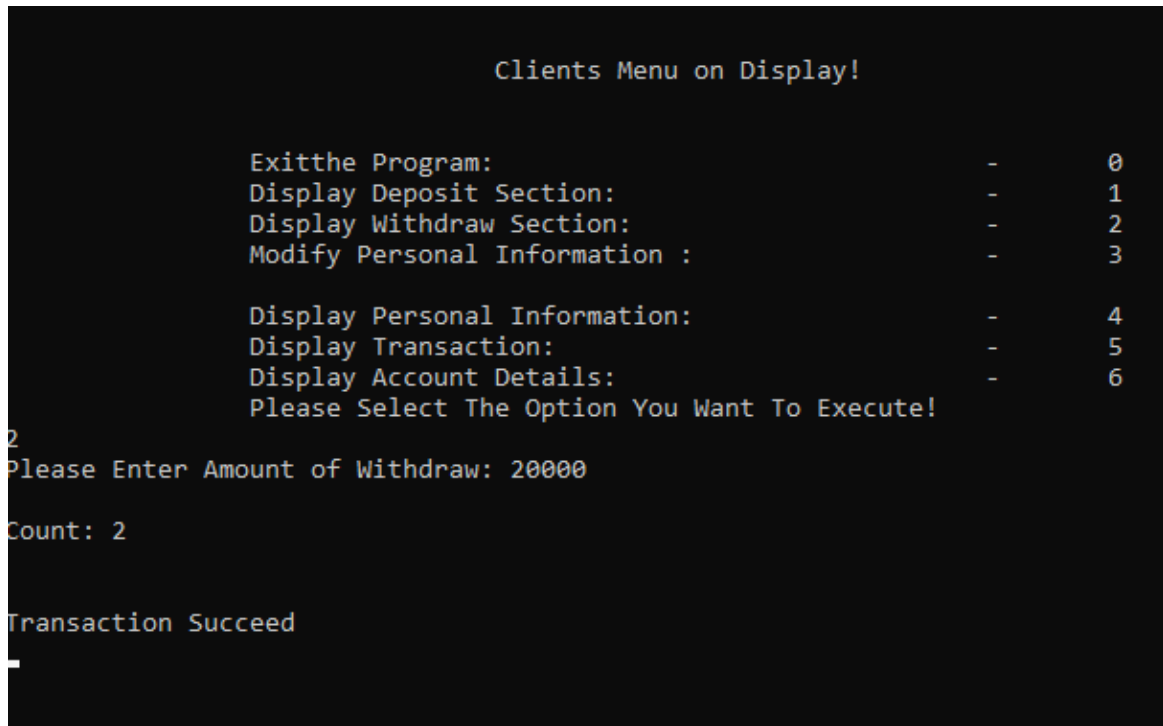 Clients Menu on Display!
Exitthe Program: - 0
Display Deposit Section: - 1
Display Withdraw Section: - 2
Modify Personal Information : - 3
Display Personal Information: - 4
Display Transaction: - 5
Display Account Details: - 6
Please Select The Option You Want To Execute!
2
Please Enter Amount of Withdraw: 20000
Count: 2
Transaction Succeed